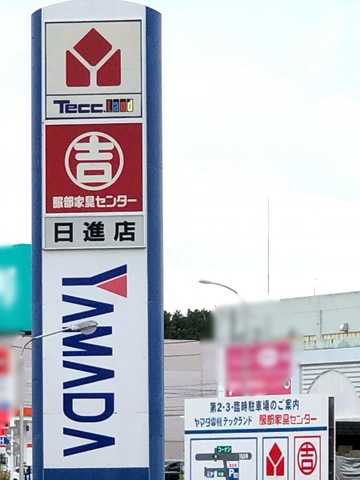 Tecc.Land
吉
服部家具センター
日進店
YAMADA
第2・3・臨時駐車場のご案内
ヤマダ電機 テックランド 服部家具センター
吉